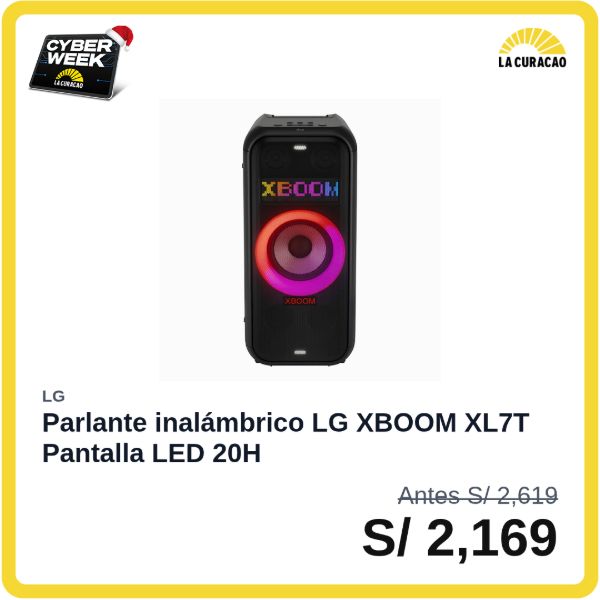 CYBER
WEEK
LA CURACAO
LA CURACAO
XBOOM
XBOOM
LG
Parlante inalámbrico LG XBOOM XL7T
Pantalla LED 20H
Antes S/ 2,619
S/ 2,169